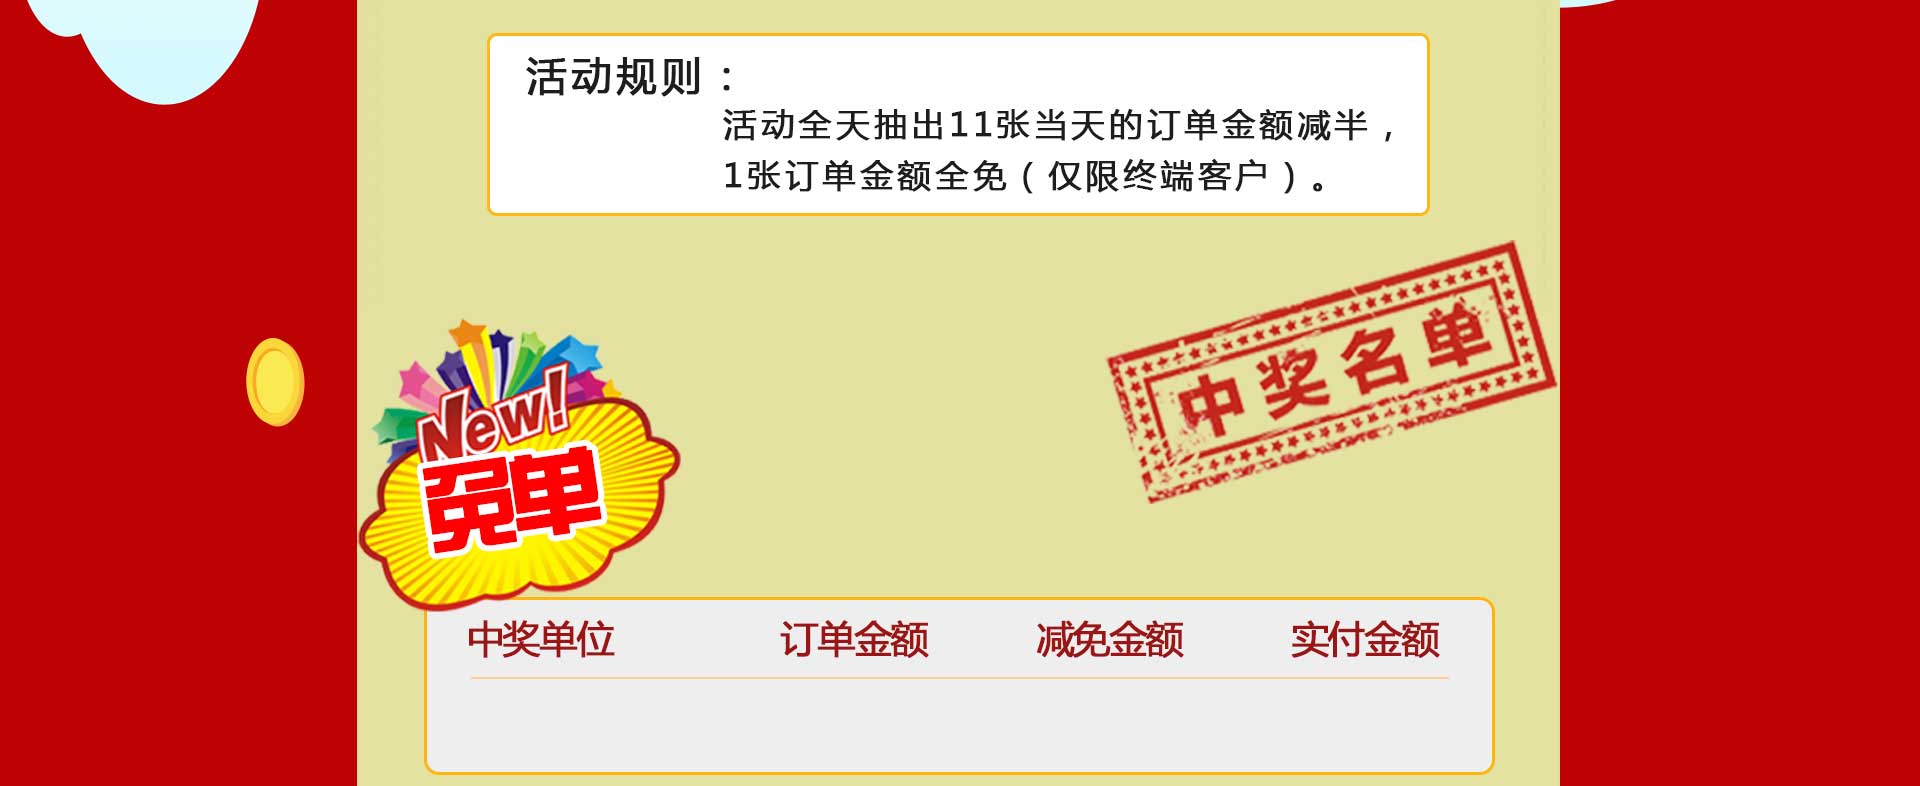 活动规则：
活动全天抽出11张当天的订单金额减半，
1张订单金额全免（仅限终端客户）。
中奖名单
New!
免单
中奖单位 订单金额 减免金额 实付金额